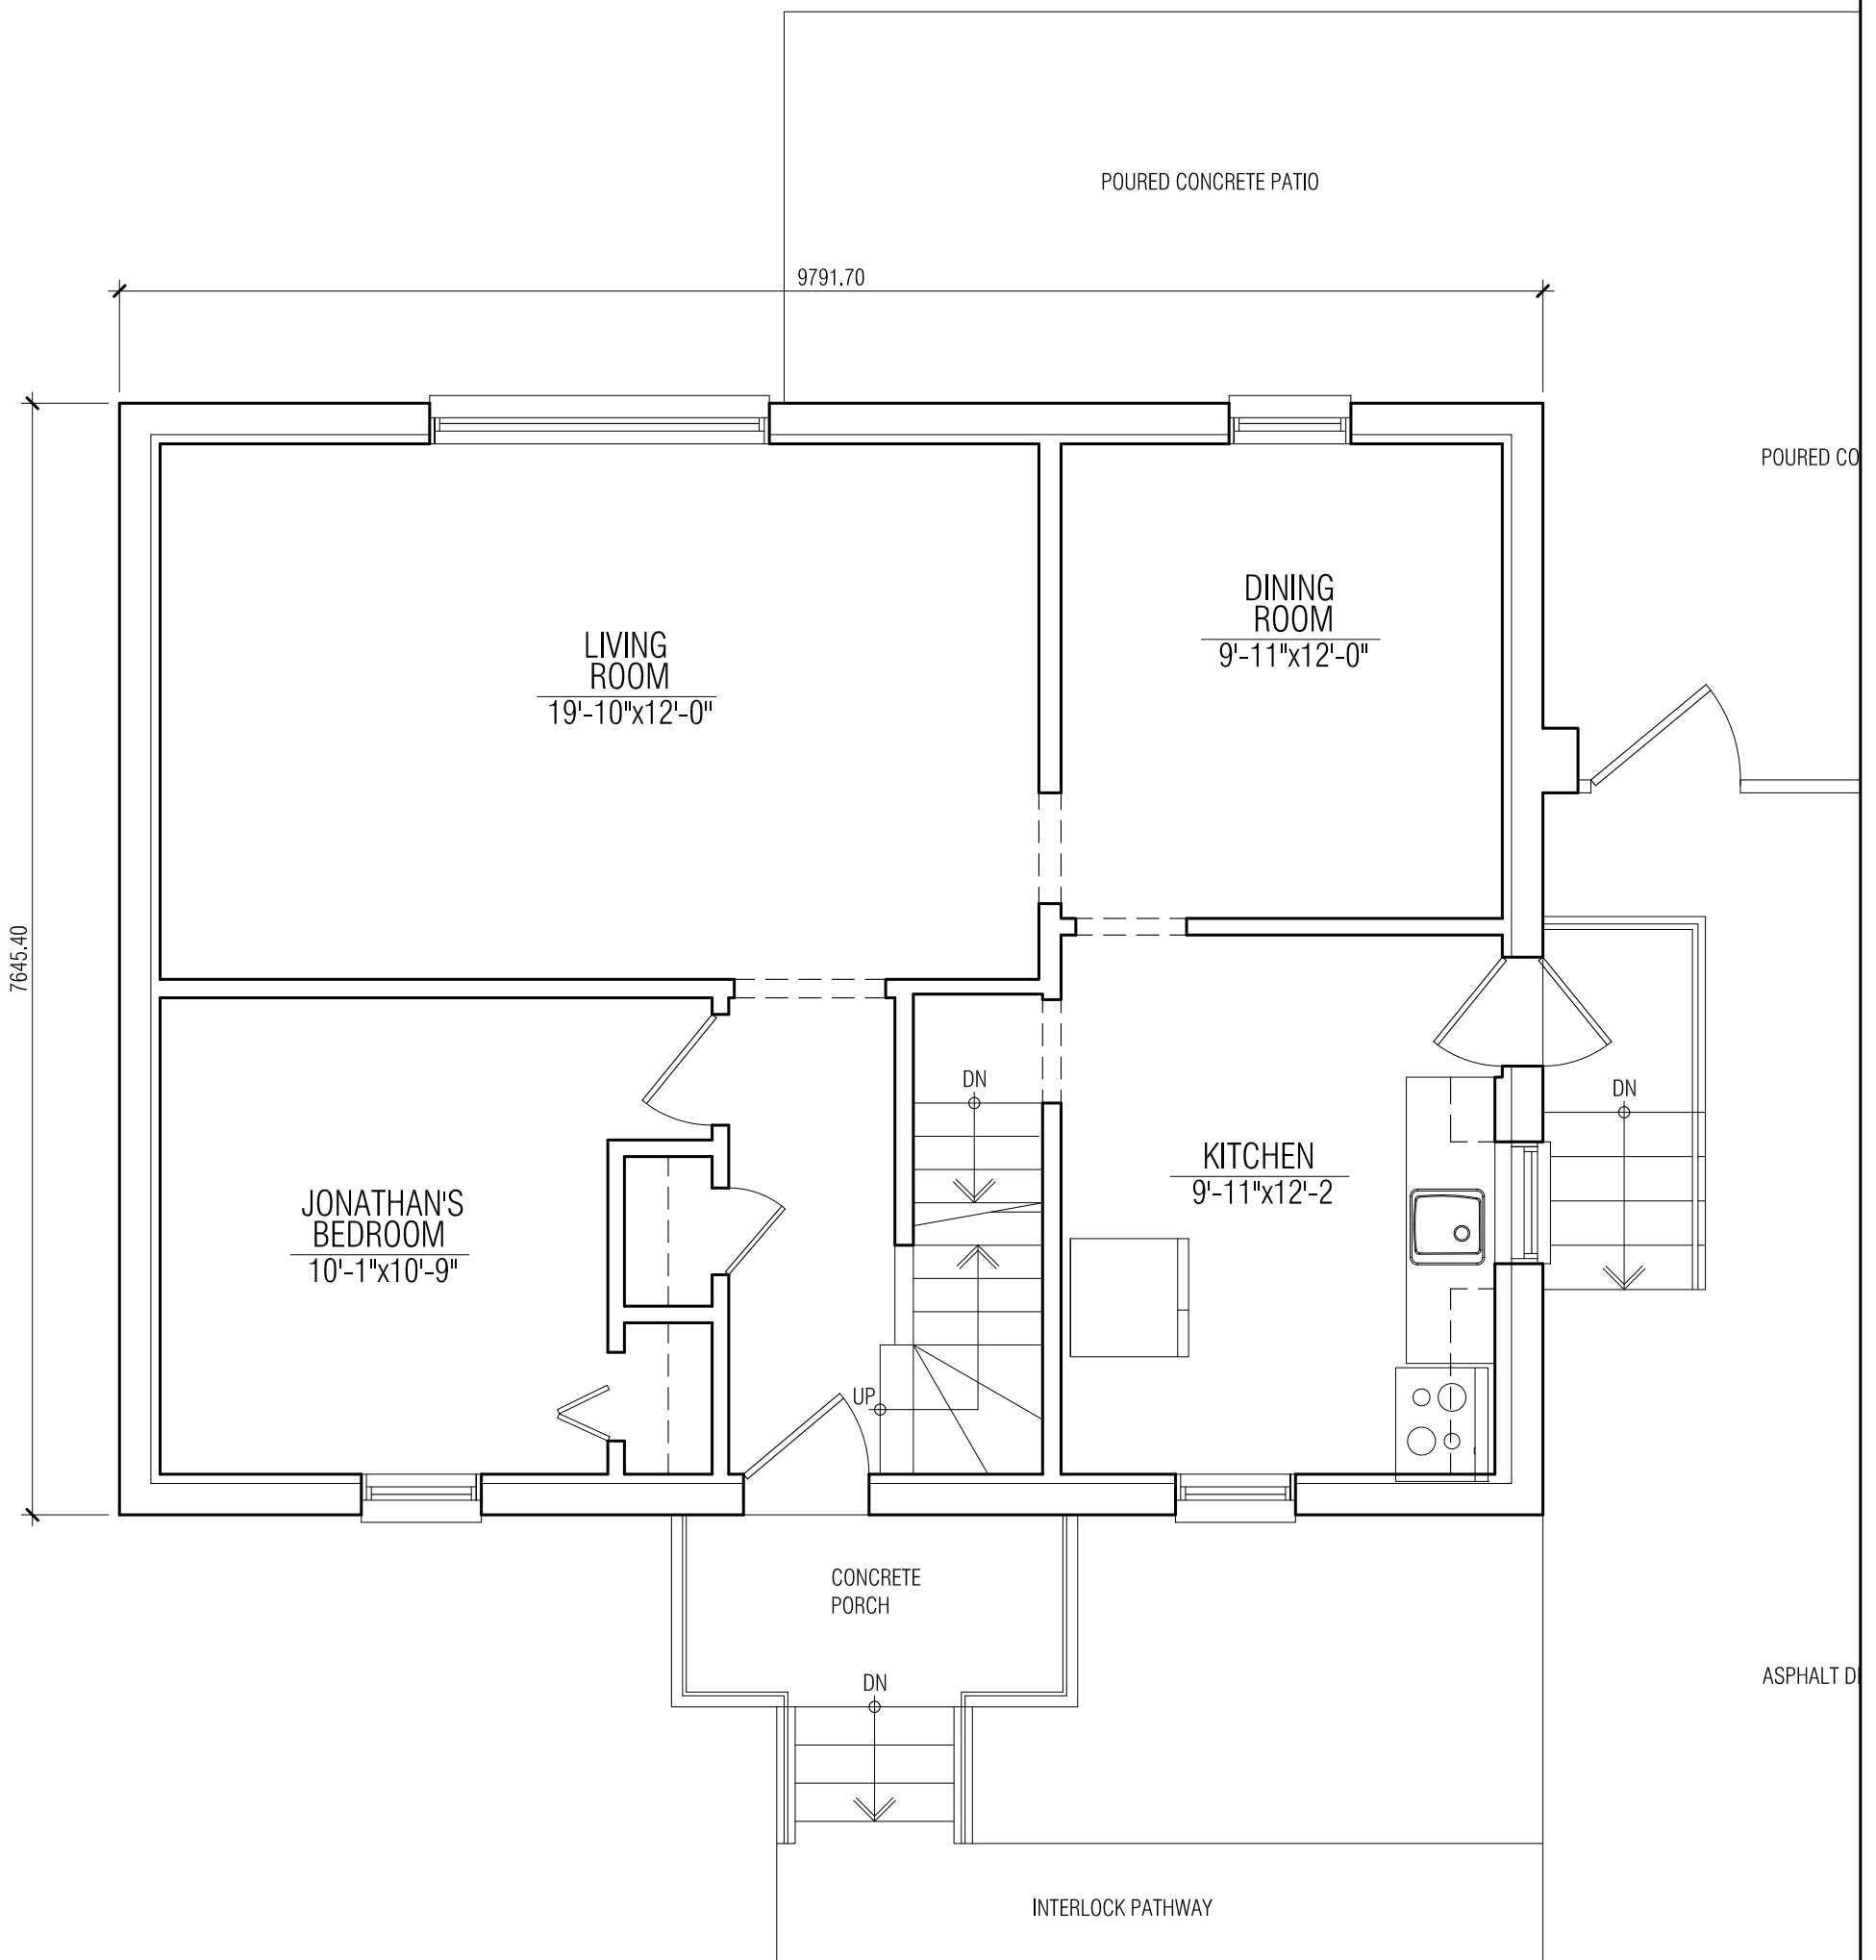 POURED CONCRETE PATIO
9791.70
POURED CO
DINING
ROOM
9'-11"x12'-0"
LIVING
ROOM
19'-10"x12'-0"
7645.40
DN
DN
KITCHEN
9'-11"x12'-2
JONATHAN'S
BEDROOM
10'-1"x10'-9"
UP
CONCRETE
PORCH
DN
ASPHALT D
INTERLOCK PATHWAY